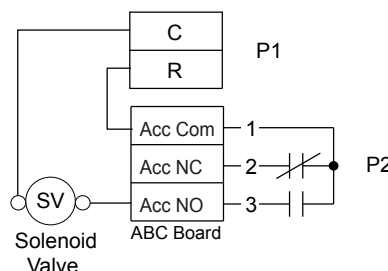 C
P1
R
Acc Com
1
Acc NC
2
P2
SV
Acc NO
3
Solenoid
Valve
ABC Board